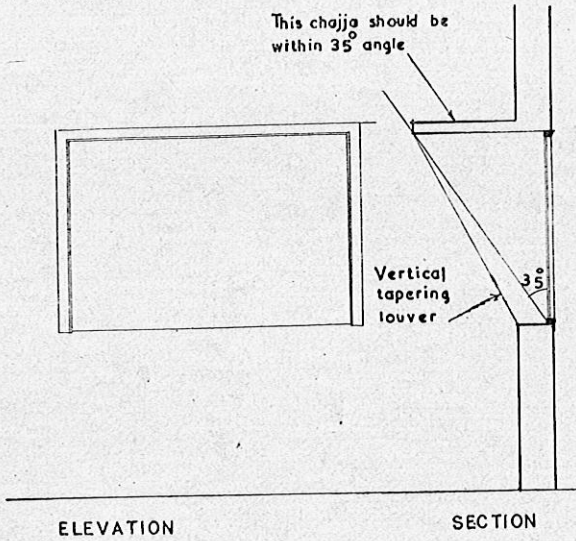 This chajja should be
within 35° angle
Vertical
tapering
louver
35°
ELEVATION
SECTION